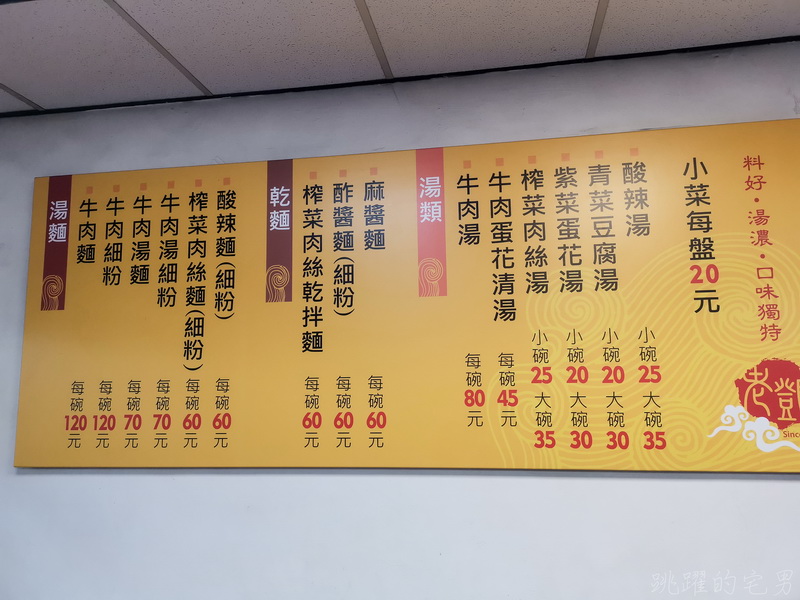 料好・湯濃・口味獨特
老鄧
Since
小菜每盤20元
湯類
酸辣湯 小碗25 大碗35
青菜豆腐湯 小碗20 大碗30
紫菜蛋花湯 小碗20 大碗30
榨菜肉絲湯 小碗25 大碗35
牛肉蛋花清湯 每碗45元
牛肉湯 每碗80元
乾麵
麻醬麵 每碗60元
酢醬麵(細粉) 每碗60元
榨菜肉絲乾拌麵 每碗60元
湯麵
酸辣麵(細粉) 每碗60元
榨菜肉絲麵(細粉) 每碗60元
牛肉湯細粉 每碗70元
牛肉湯麵 每碗70元
牛肉細粉 每碗120元
牛肉麵 每碗120元
跳躍的宅男